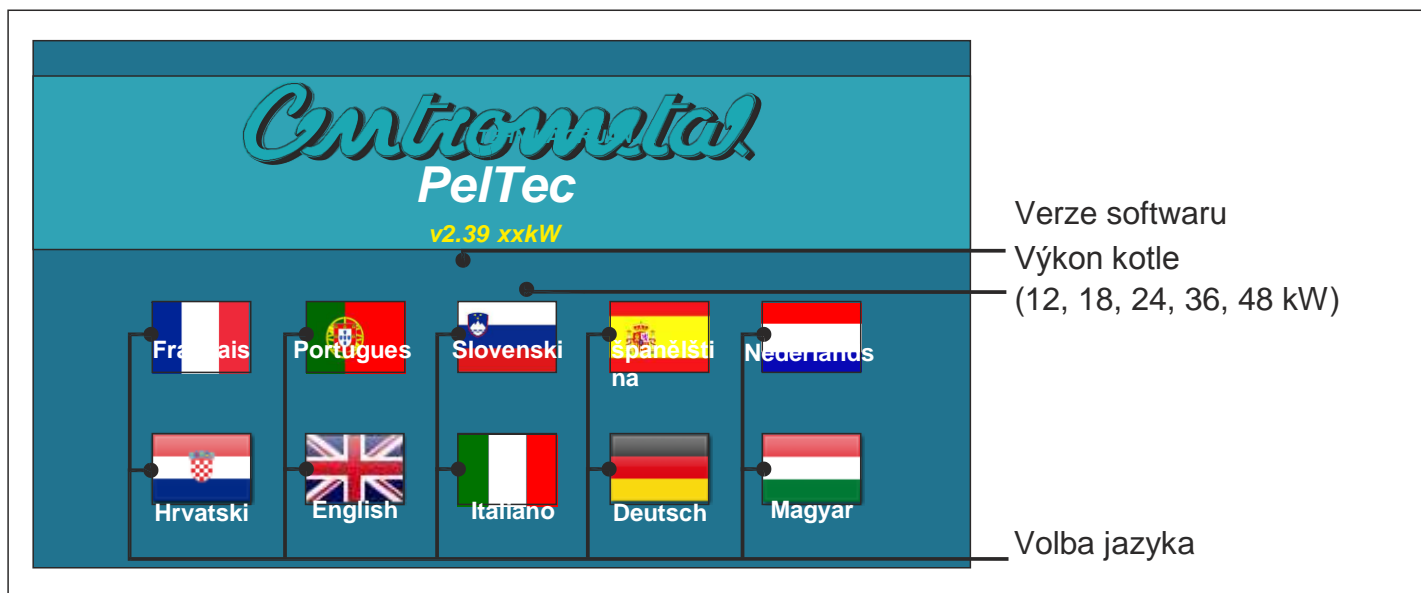 Centrometal
PelTec
v2.39 xxkW
Verze softwaru
Výkon kotle
(12, 18, 24, 36, 48 kW)
Français
Portugues
Slovenski
španělšti
na
Nederlands
Hrvatski
English
Italiano
Deutsch
Magyar
Volba jazyka